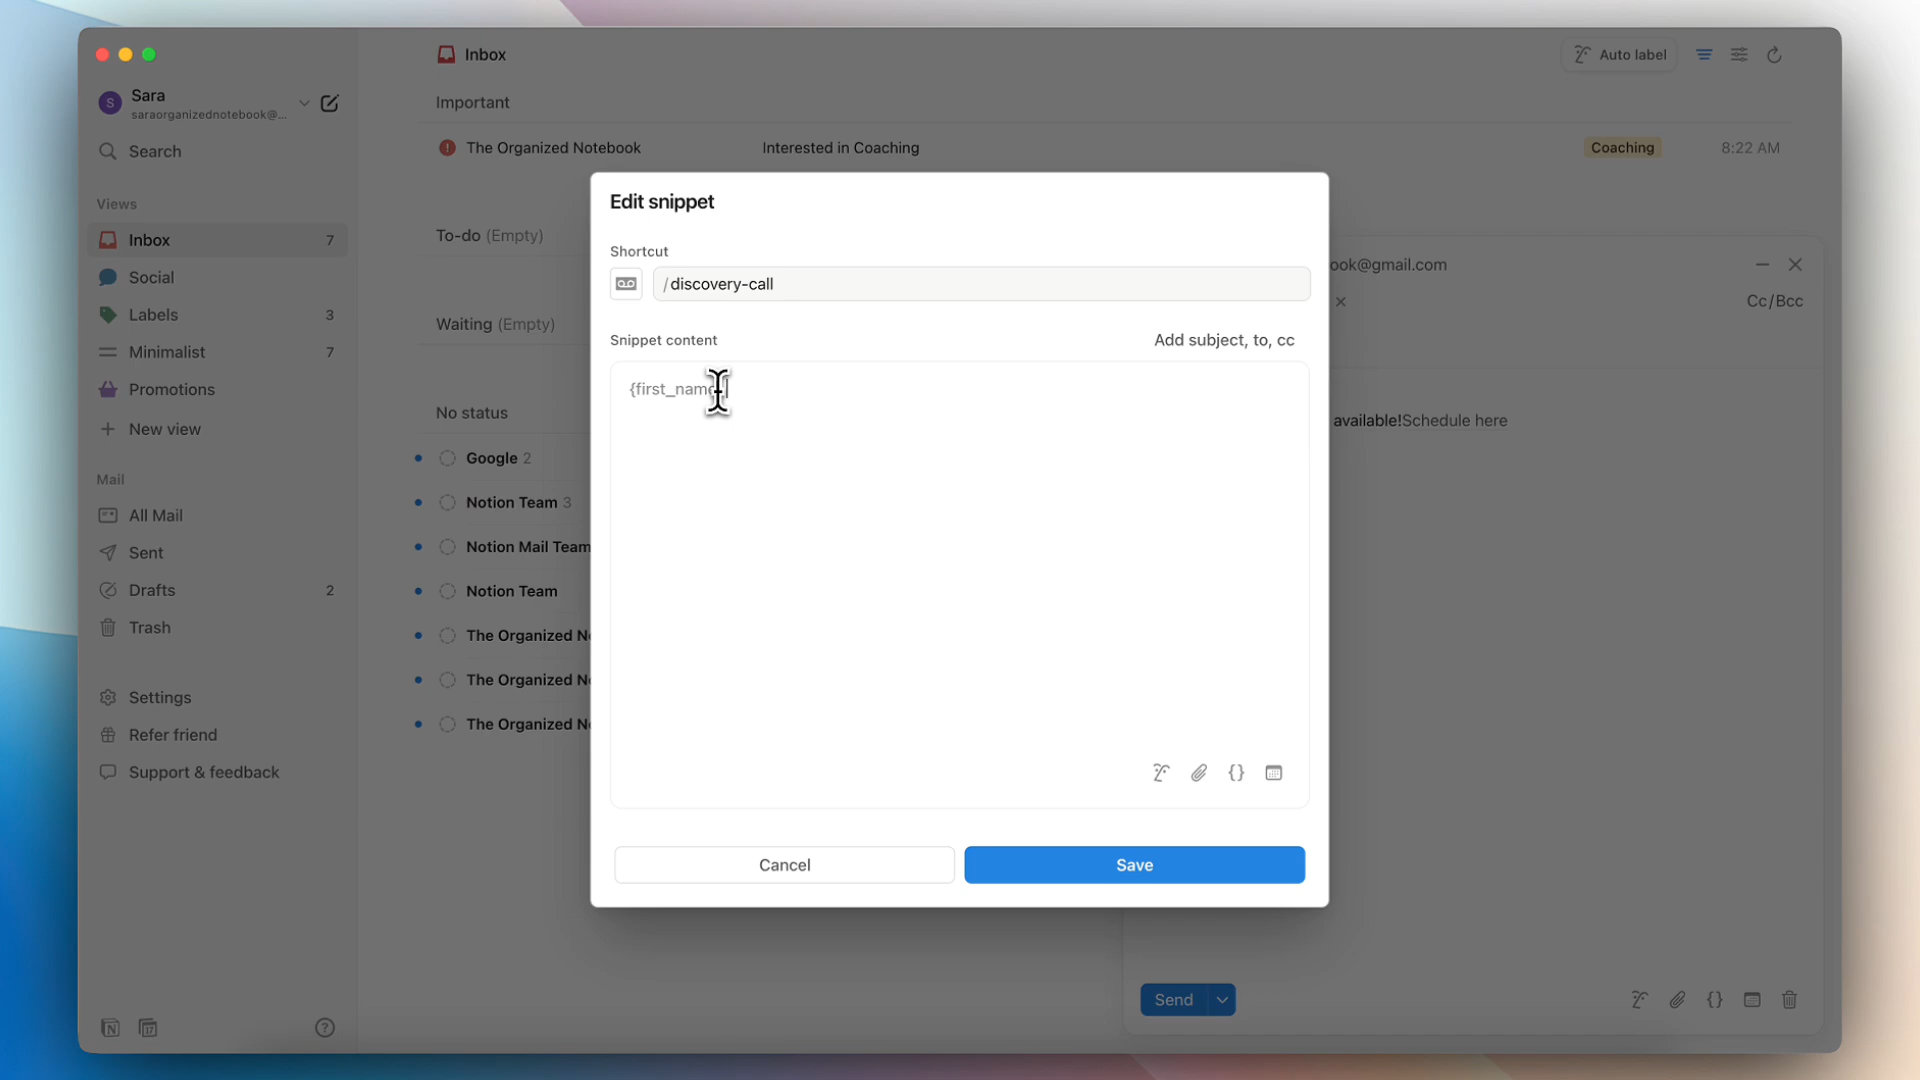 Inbox
Auto label
S
Sara
saraorganizednotebook@...
Search
Views
Inbox 7
Social
Labels 3
Minimalist 7
Promotions
New view
Mail
All Mail
Sent
Drafts 2
Trash
Settings
Refer friend
Support & feedback
Important
The Organized Notebook Interested in Coaching Coaching 8:22 AM
To-do (Empty)
Waiting (Empty)
No status
Google 2
Notion Team 3
Notion Mail Team
Notion Team
The Organized
The Organized
The Organized
Edit snippet
Shortcut
/discovery-call
Snippet content Add subject, to, cc
{first_name
{}
Cancel Save
ook@gmail.com
Cc/Bcc
available!Schedule here
Send
{}